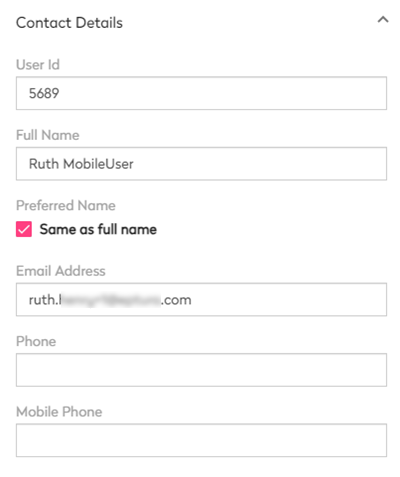 Contact Details
User Id
5689
Full Name
Ruth MobileUser
Preferred Name
Same as full name
Email Address
ruth. .com
Phone
Mobile Phone